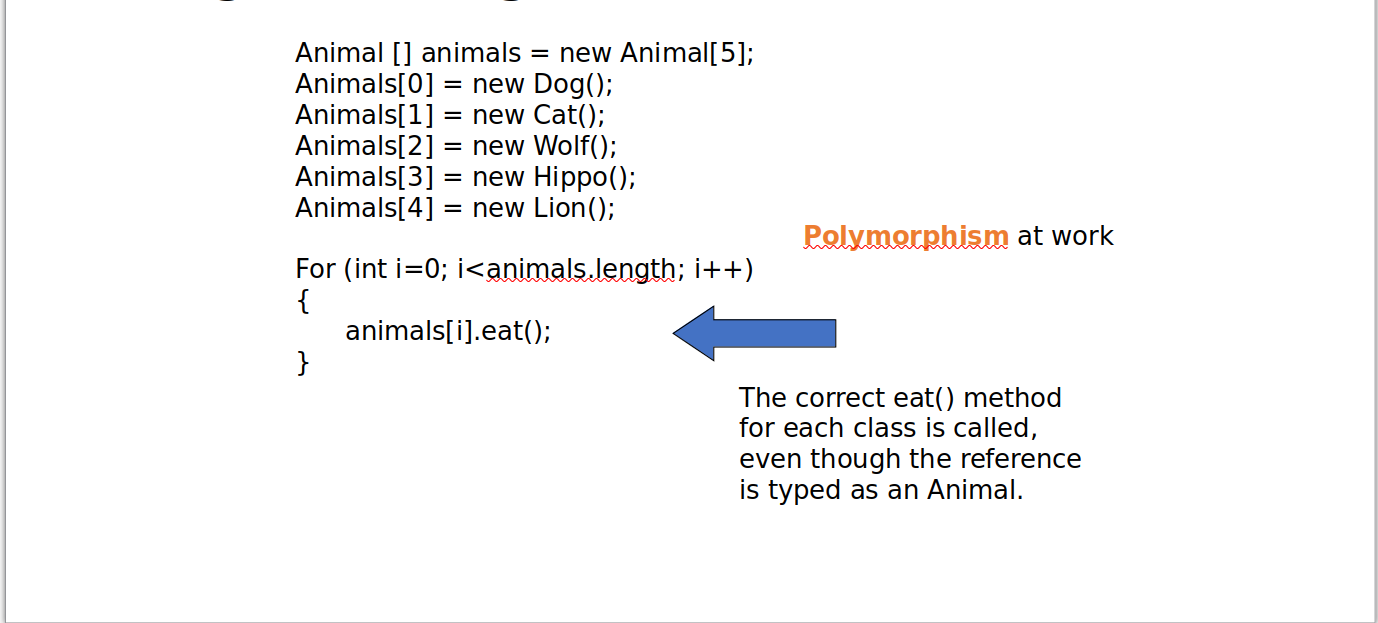 Animal [] animals = new Animal[5];
Animals[0] = new Dog();
Animals[1] = new Cat();
Animals[2] = new Wolf();
Animals[3] = new Hippo();
Animals[4] = new Lion();
Polymorphism at work
For (int i=0; i<animals.length; i++)
{
animals[i].eat();
}
The correct eat() method
for each class is called,
even though the reference
is typed as an Animal.